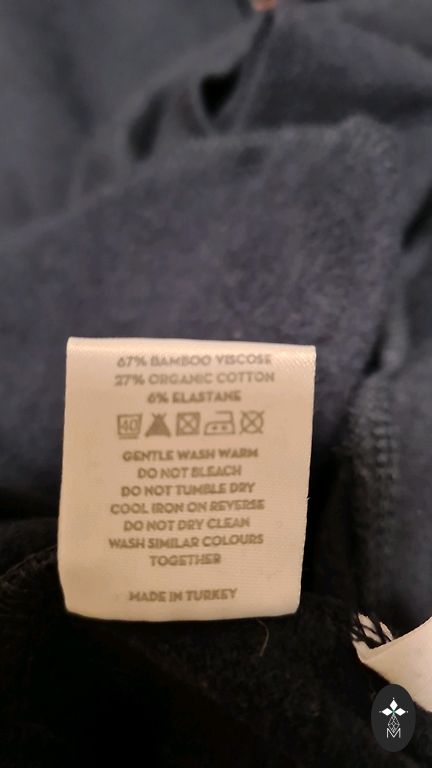 67% BAMBOO VISCOSE
27% ORGANIC COTTON
6% ELASTANE
40
GENTLE WASH WARM
DO NOT BLEACH
DO NOT TUMBLE DRY
COOL IRON ON REVERSE
DO NOT DRY CLEAN
WASH SIMILAR COLOURS
TOGETHER
MADE IN TURKEY
M